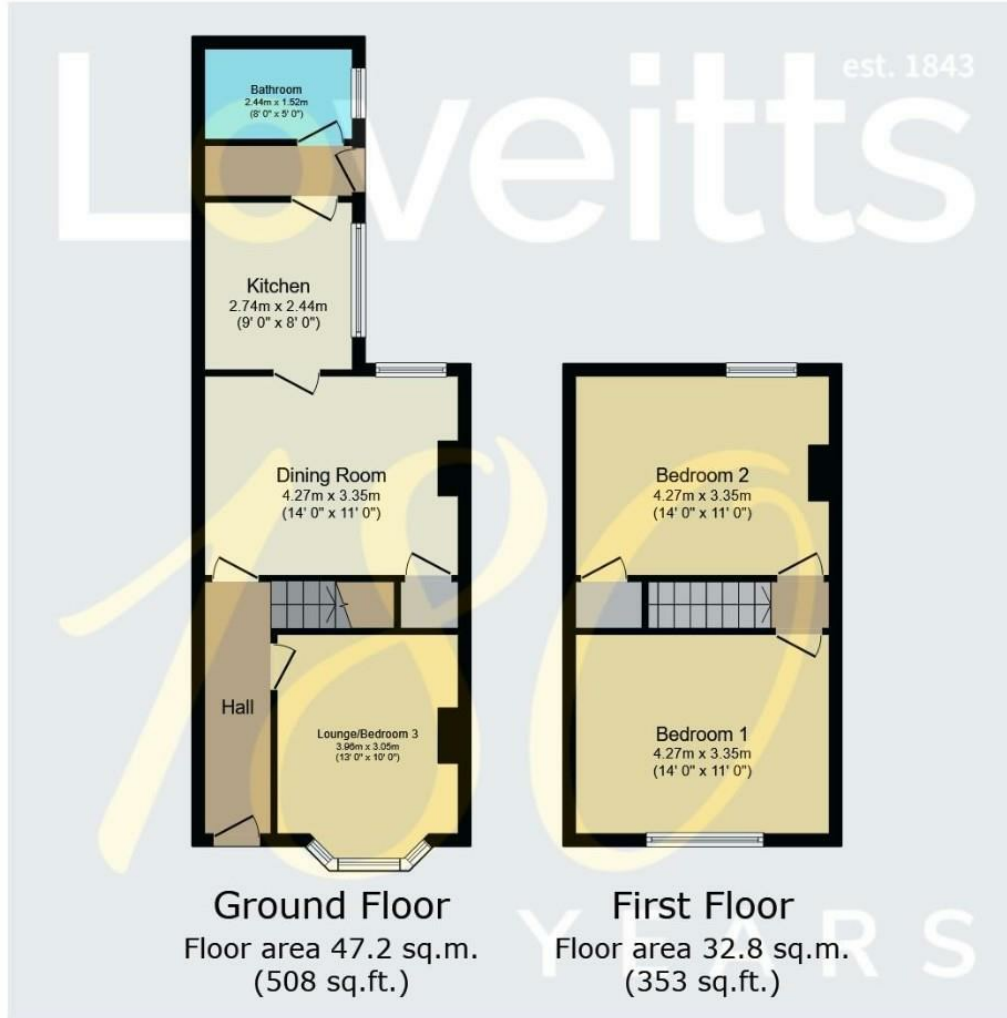 Loveitts
est. 1843
180
YEARS
Bathroom
2.44m x 1.52m
(8' 0" x 5' 0")
Kitchen
2.74m x 2.44m
(9' 0" x 8' 0")
Dining Room
4.27m x 3.35m
(14' 0" x 11' 0")
Hall
Lounge/Bedroom 3
3.96m x 3.05m
(13' 0" x 10' 0")
Bedroom 2
4.27m x 3.35m
(14' 0" x 11' 0")
Bedroom 1
4.27m x 3.35m
(14' 0" x 11' 0")
Ground Floor
Floor area 47.2 sq.m.
(508 sq.ft.)
First Floor
Floor area 32.8 sq.m.
(353 sq.ft.)